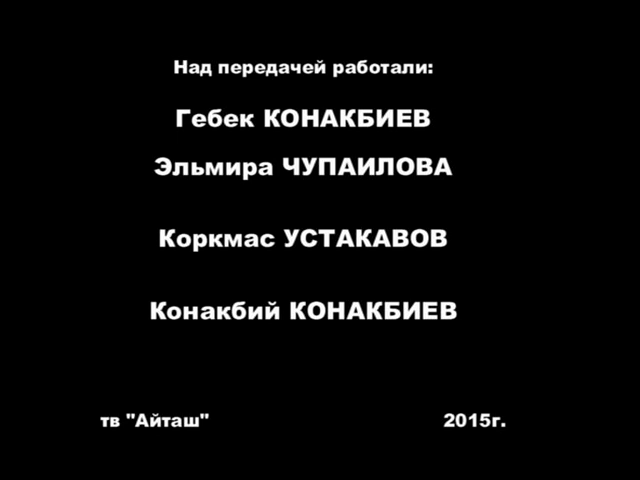 Над передачей работали:
Гебек КОНАКБИЕВ
Эльмира ЧУПАИЛОВА
Коркмас УСТАКАВОВ
Конакбий КОНАКБИЕВ
тв "Айташ" 2015г.